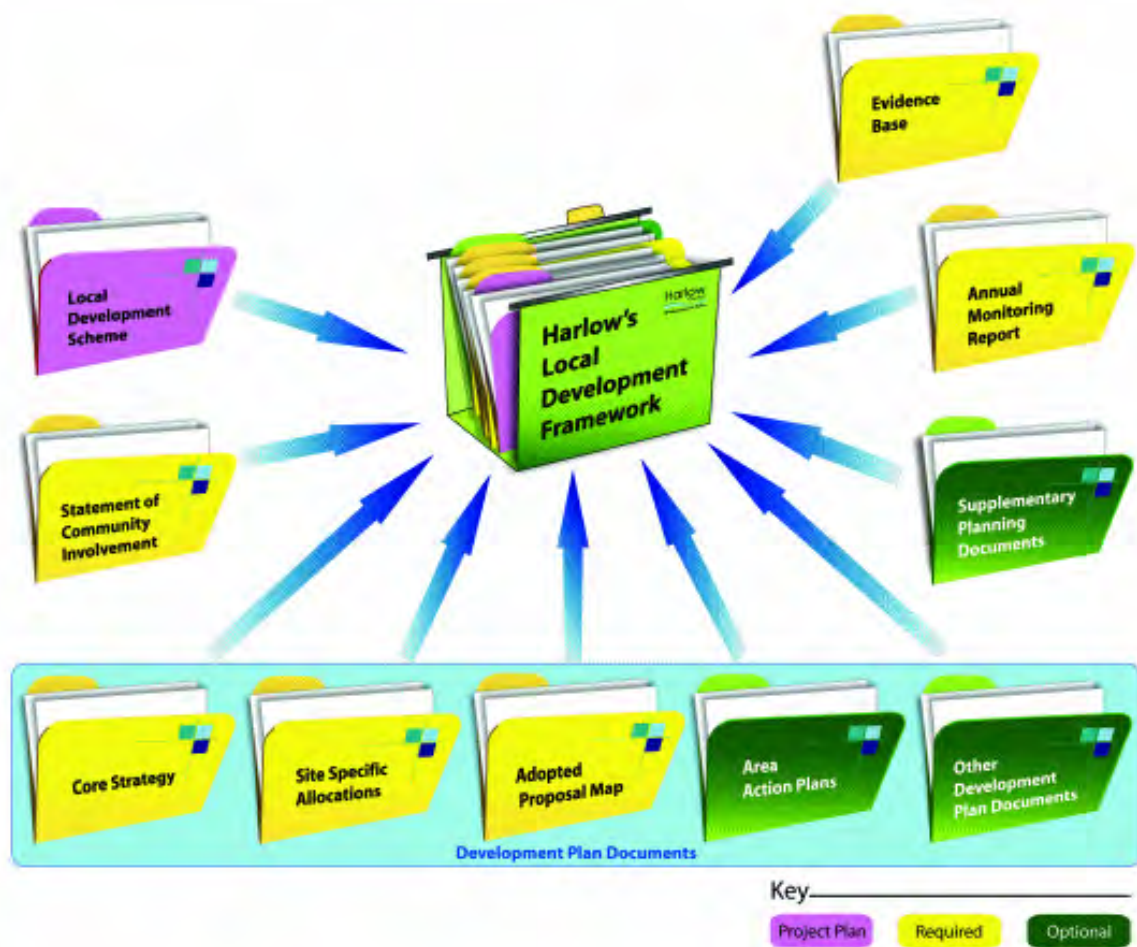 Evidence
Base
Local
Development
Scheme
Harlow
Harlow's
Local
Development
Framework
Annual
Monitoring
Report
Statement of
Community
Involvement
Supplementary
Planning
Documents
Core Strategy
Site Specific
Allocations
Adopted
Proposal Map
Area
Action Plans
Other
Development
Plan Documents
Development Plan Documents
Key
Project Plan
Required
Optional